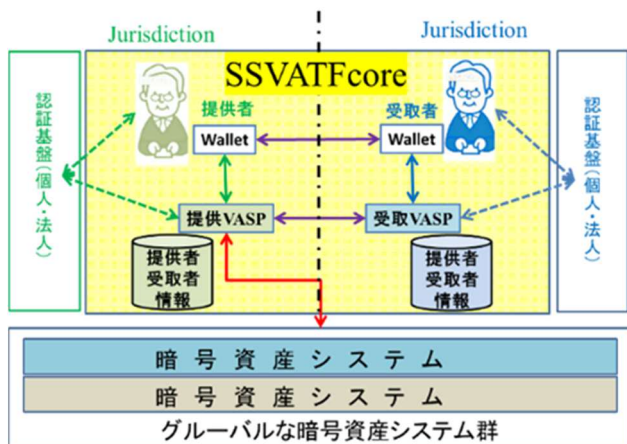 Jurisdiction
Jurisdiction
SSVATFcore
認証基盤(個人・法人)
提供者
受取者
認証基盤(個人・法人)
Wallet
Wallet
提供VASP
受取VASP
提供者
受取者
情報
提供者
受取者
情報
暗号資産システム
暗号資産システム
グルーバルな暗号資産システム群